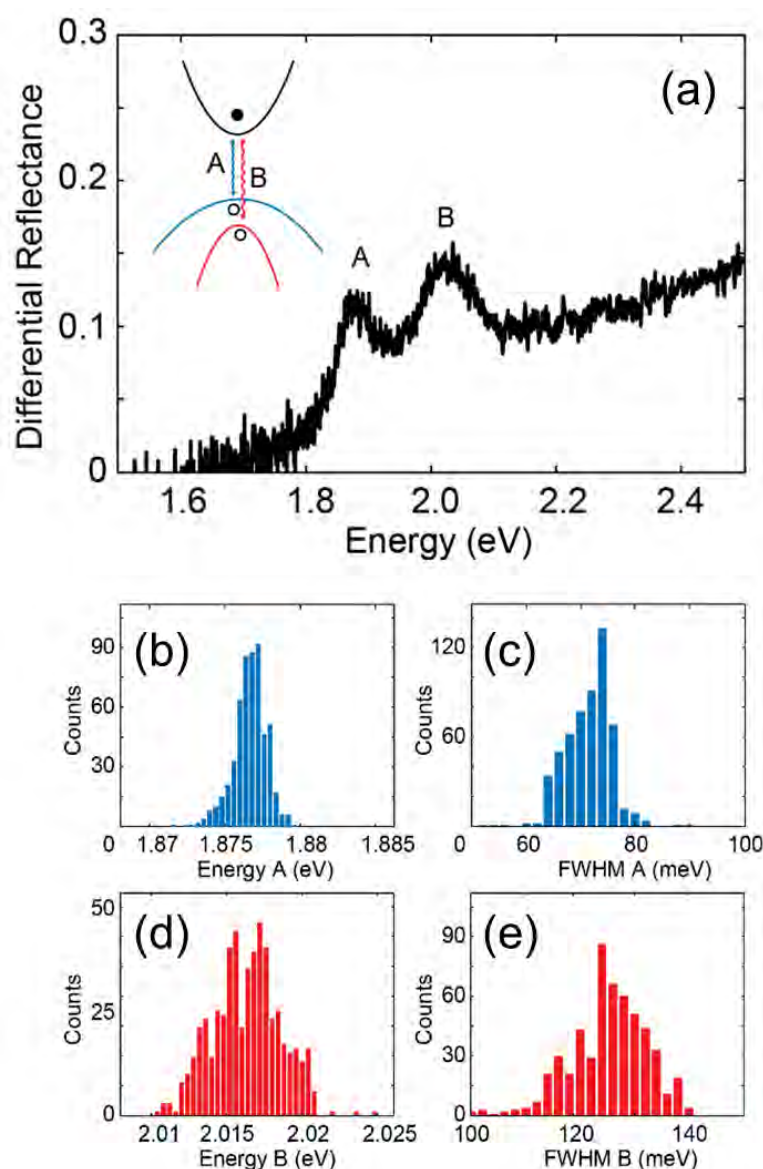 0.3
(a)
Differential Reflectance
A
B
0.2
A
B
0.1
0
1.6
1.8
2.0
2.2
2.4
Energy (eV)
(b)
Counts
90
60
30
0
1.87
1.875
1.88
1.885
Energy A (eV)
(c)
Counts
120
60
0
60
80
100
FWHM A (meV)
(d)
Counts
50
25
0
2.01
2.015
2.02
2.025
Energy B (eV)
(e)
Counts
90
60
30
0
100
120
140
FWHM B (meV)